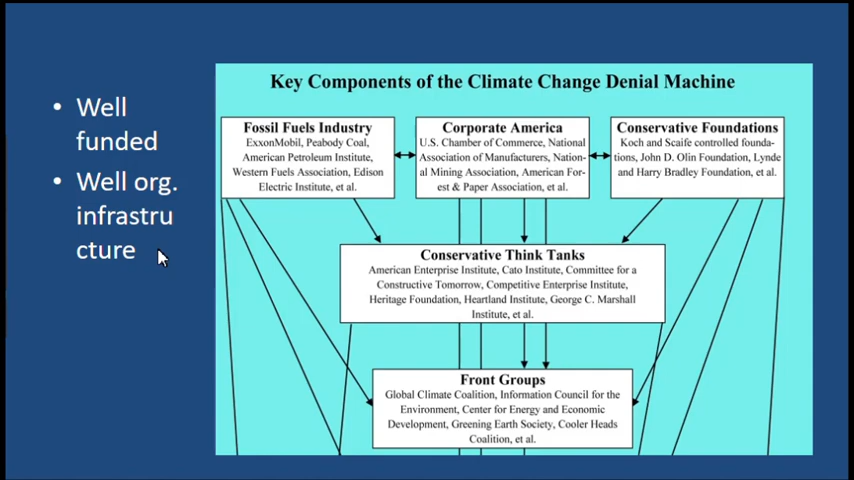 • Well
funded
• Well org.
infrastru
cture
Key Components of the Climate Change Denial Machine
Fossil Fuels Industry
ExxonMobil, Peabody Coal,
American Petroleum Institute,
Western Fuels Association, Edison
Electric Institute, et al.
Corporate America
U.S. Chamber of Commerce, National
Association of Manufacturers, Nation-
al Mining Association, American For-
est & Paper Association, et al.
Conservative Foundations
Koch and Scaife controlled founda-
tions, John D. Olin Foundation, Lynde
and Harry Bradley Foundation, et al.
Conservative Think Tanks
American Enterprise Institute, Cato Institute, Committee for a
Constructive Tomorrow, Competitive Enterprise Institute,
Heritage Foundation, Heartland Institute, George C. Marshall
Institute, et al.
Front Groups
Global Climate Coalition, Information Council for the
Environment, Center for Energy and Economic
Development, Greening Earth Society, Cooler Heads
Coalition, et al.